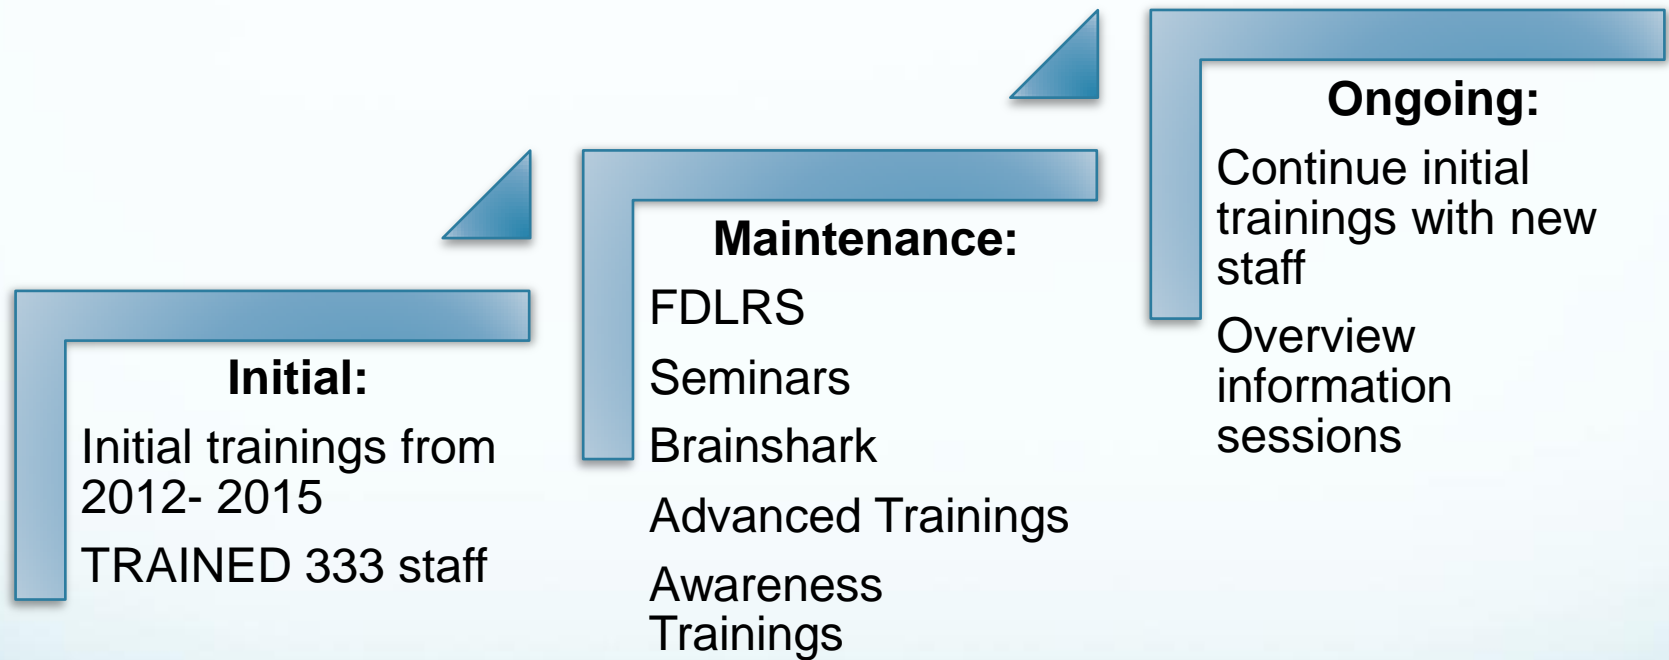 Initial:
Initial trainings from
2012- 2015
TRAINED 333 staff
Maintenance:
FDLRS
Seminars
Brainshark
Advanced Trainings
Awareness
Trainings
Ongoing:
Continue initial
trainings with new
staff
Overview
information
sessions